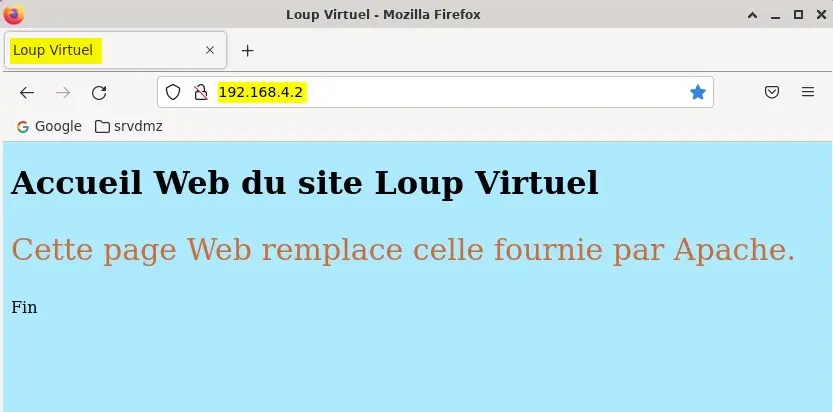 Loup Virtuel - Mozilla Firefox
Loup Virtuel
192.168.4.2
Google srvdmz
Accueil Web du site Loup Virtuel
Cette page Web remplace celle fournie par Apache.
Fin